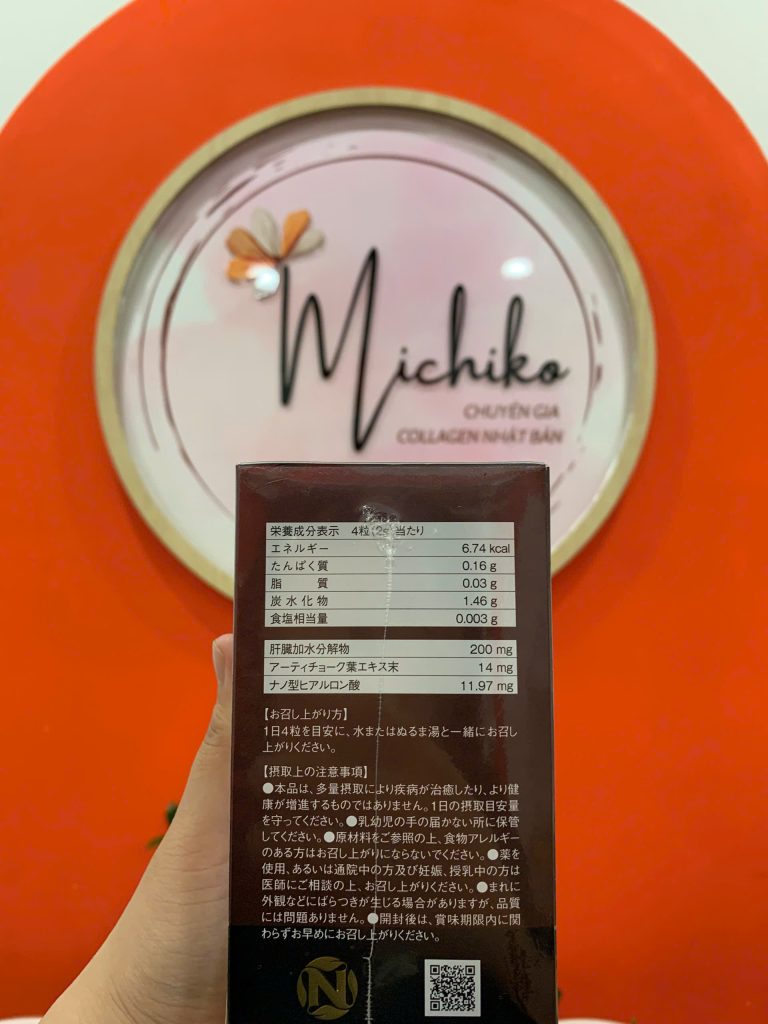 Michiko
CHUYÊN GIA
COLLAGEN NHẬT BẢN
栄養成分表示 4粒(2g)当たり
エネルギー 6.74 kcal
たんぱく質 0.16 g
脂 質 0.03 g
炭水化物 1.46 g
食塩相当量 0.003 g
肝臓加水分解物 200 mg
アーティチョーク葉エキス末 14 mg
ナノ型ヒアルロン酸 11.97 mg
【お召し上がり方】
1日4粒を目安に、水またはぬるま湯と一緒にお召し
上がりください。
【摂取上の注意事項】
●本品は、多量摂取により疾病が治癒したり、より健
康が増進するものではありません。1日の摂取目安量
を守ってください。●乳幼児の手の届かない所に保管
してください。●原材料をご参照の上、食物アレルギー
のある方はお召し上がりにならないでください。●薬を
使用、あるいは通院中の方及び妊娠、授乳中の方は
医師にご相談の上、お召し上がりください。●まれに
外観などにばらつきが生じる場合がありますが、品質
には問題ありません。●開封後は、賞味期限内に関
わらずお早めにお召し上がりください。
N